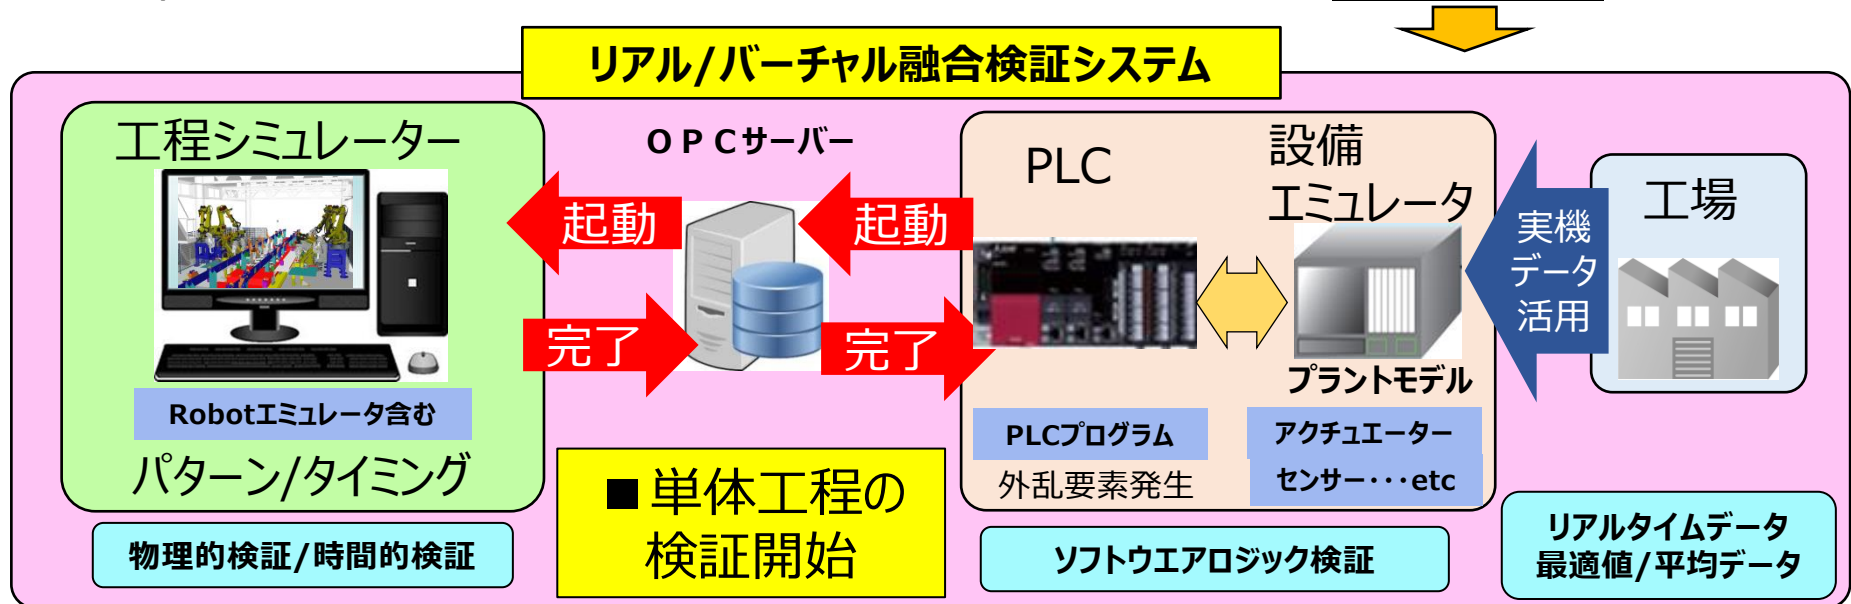 リアル/バーチャル融合検証システム
工程シミュレーター
Robotエミュレータ含む
パターン/タイミング
物理的検証/時間的検証
ＯＰＣサーバー
起動
起動
完了
完了
■単体工程の
検証開始
PLC
設備
エミュレータ
プラントモデル
PLCプログラム
外乱要素発生
アクチュエーター
センサー・・・etc
ソフトウエアロジック検証
実機
データ
活用
工場
リアルタイムデータ
最適値/平均データ